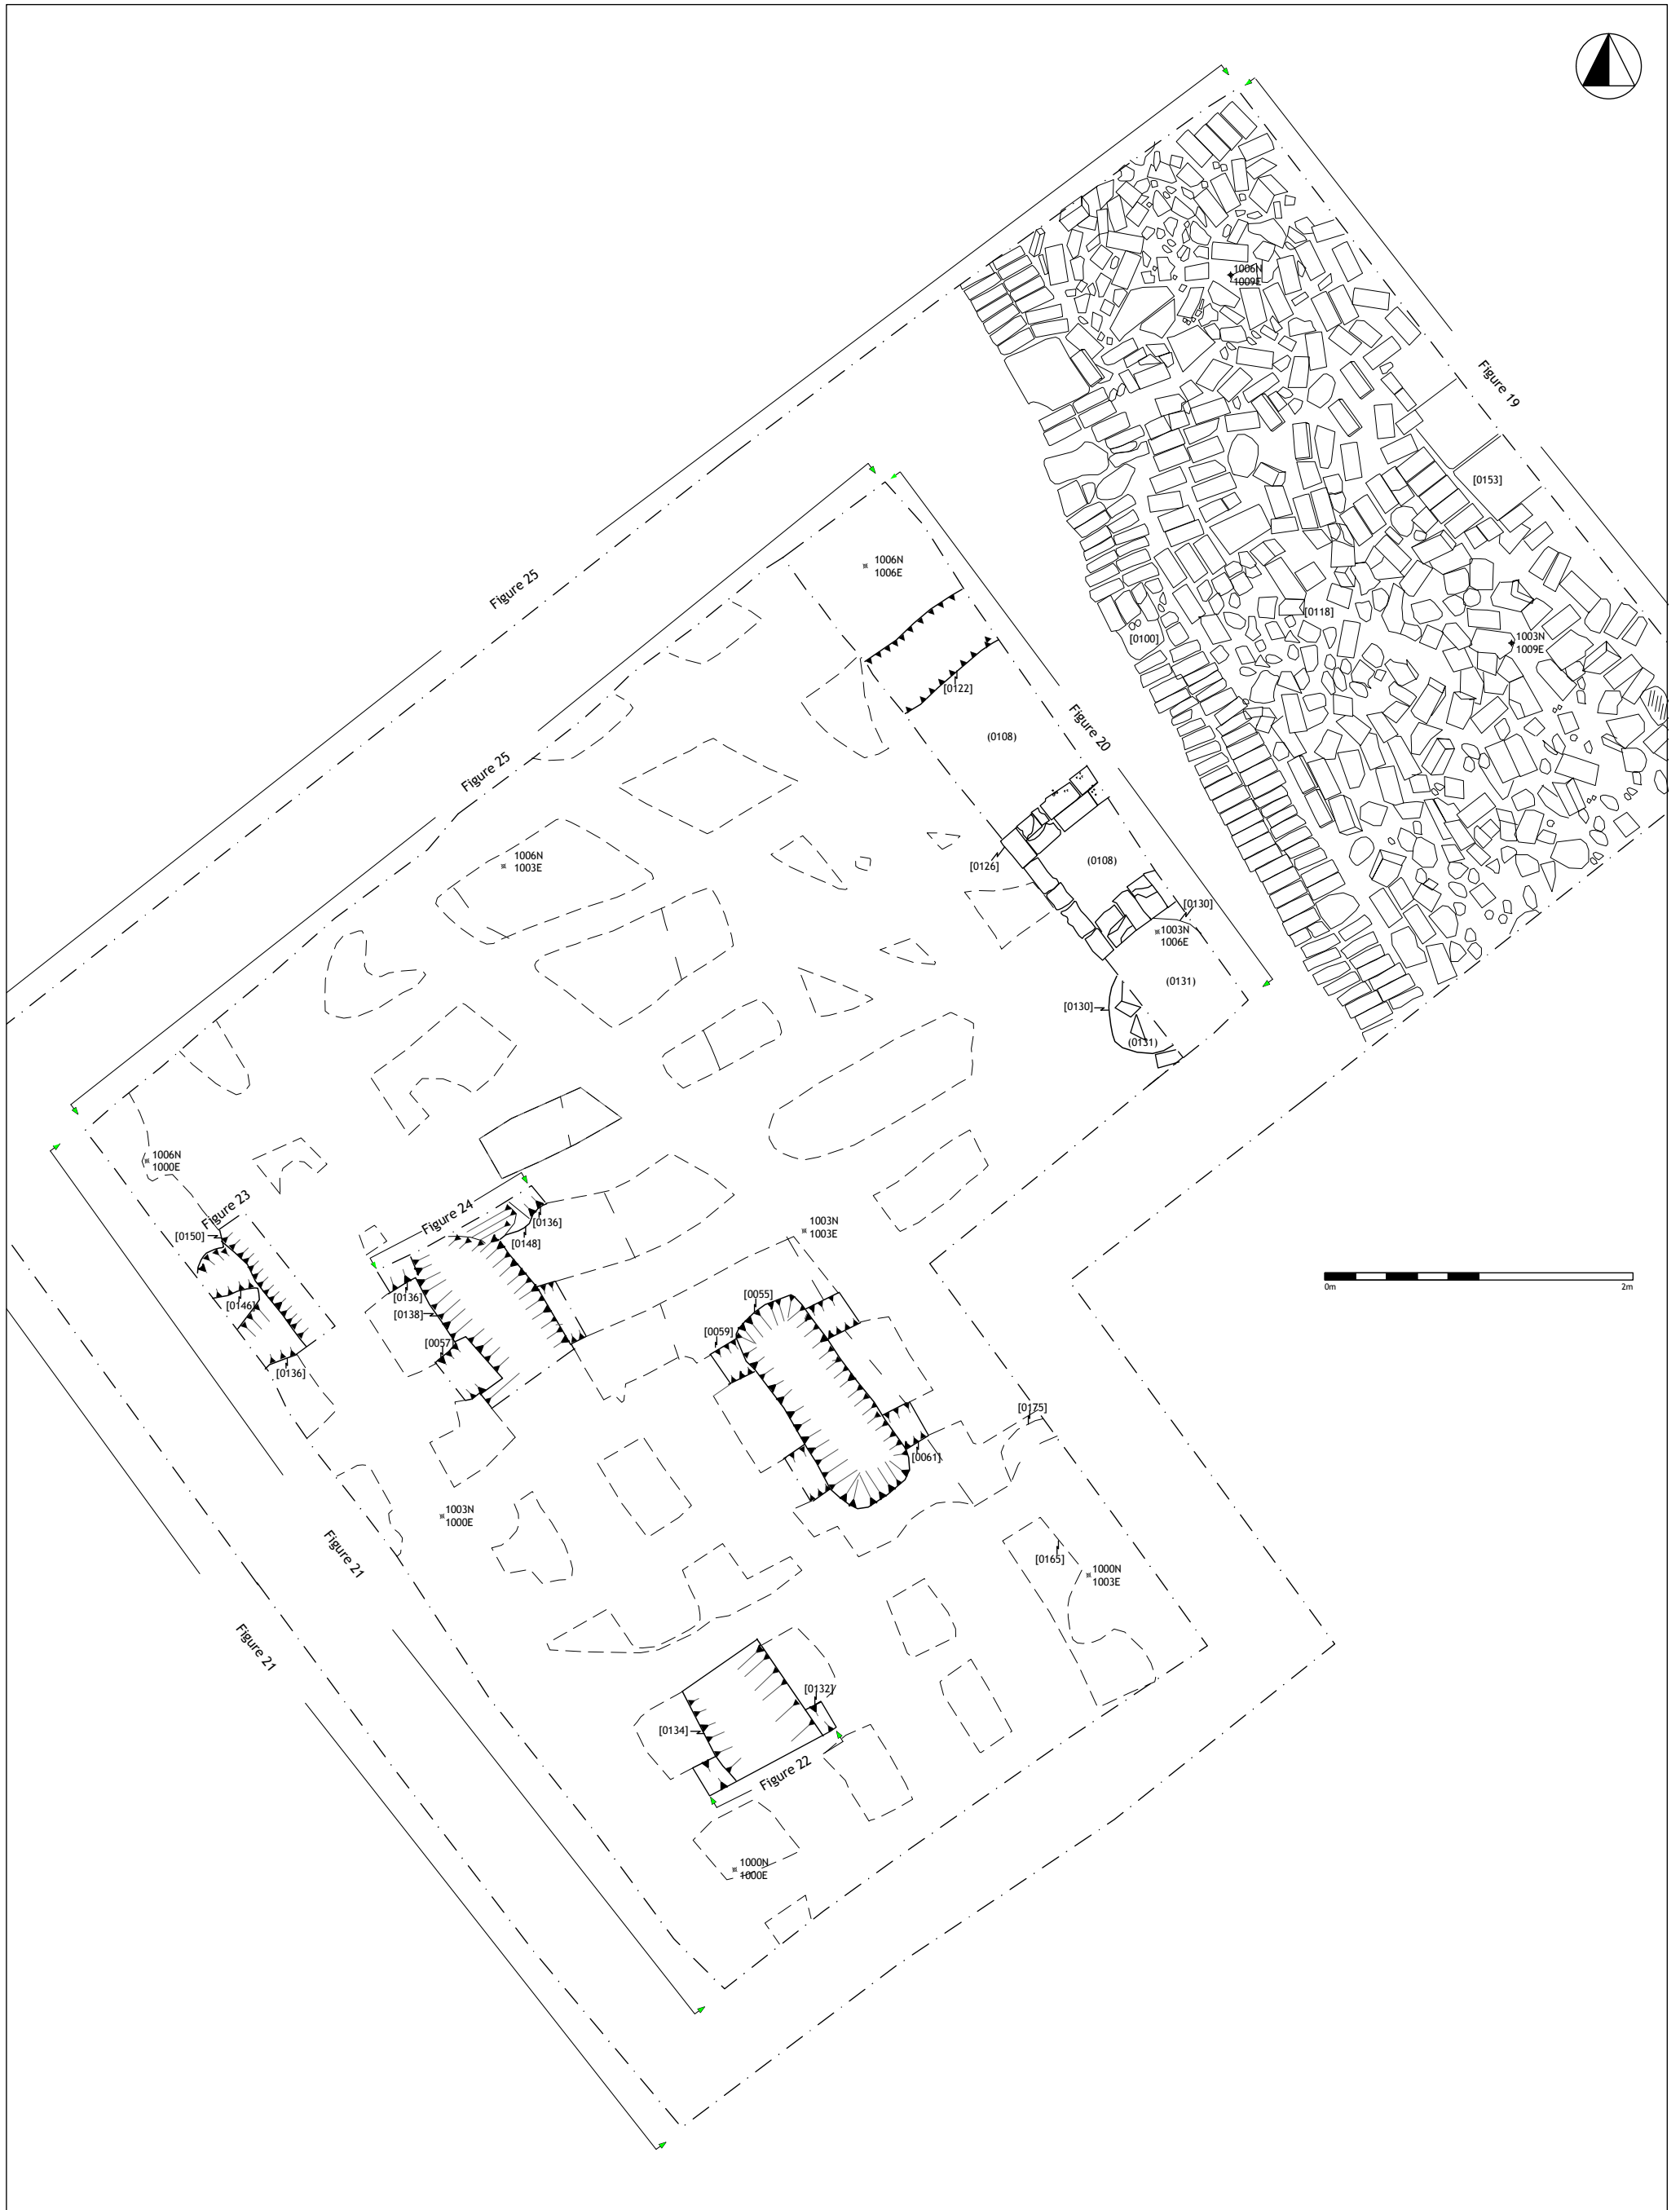 1006N
1009E
Figure 19
[0153]
1006N
1006E
Figure 25
[0118]
[0100]
1003N
1009E
[0122]
Figure 20
(0108)
Figure 25
1006N
1003E
[0126]
(0108)
[0130]
1003N
1006E
(0131)
[0130]
(0131)
1006N
1000E
Figure 23
Figure 24
[0150]
[0136]
[0148]
1003N
1003E
[0146]
[0136]
[0138]
[0055]
0m
2m
[0059]
[0057]
[0136]
[0175]
[0061]
1003N
1000E
Figure 21
[0165]
1000N
1003E
Figure 21
[0132]
[0134]
Figure 22
1000N
1000E